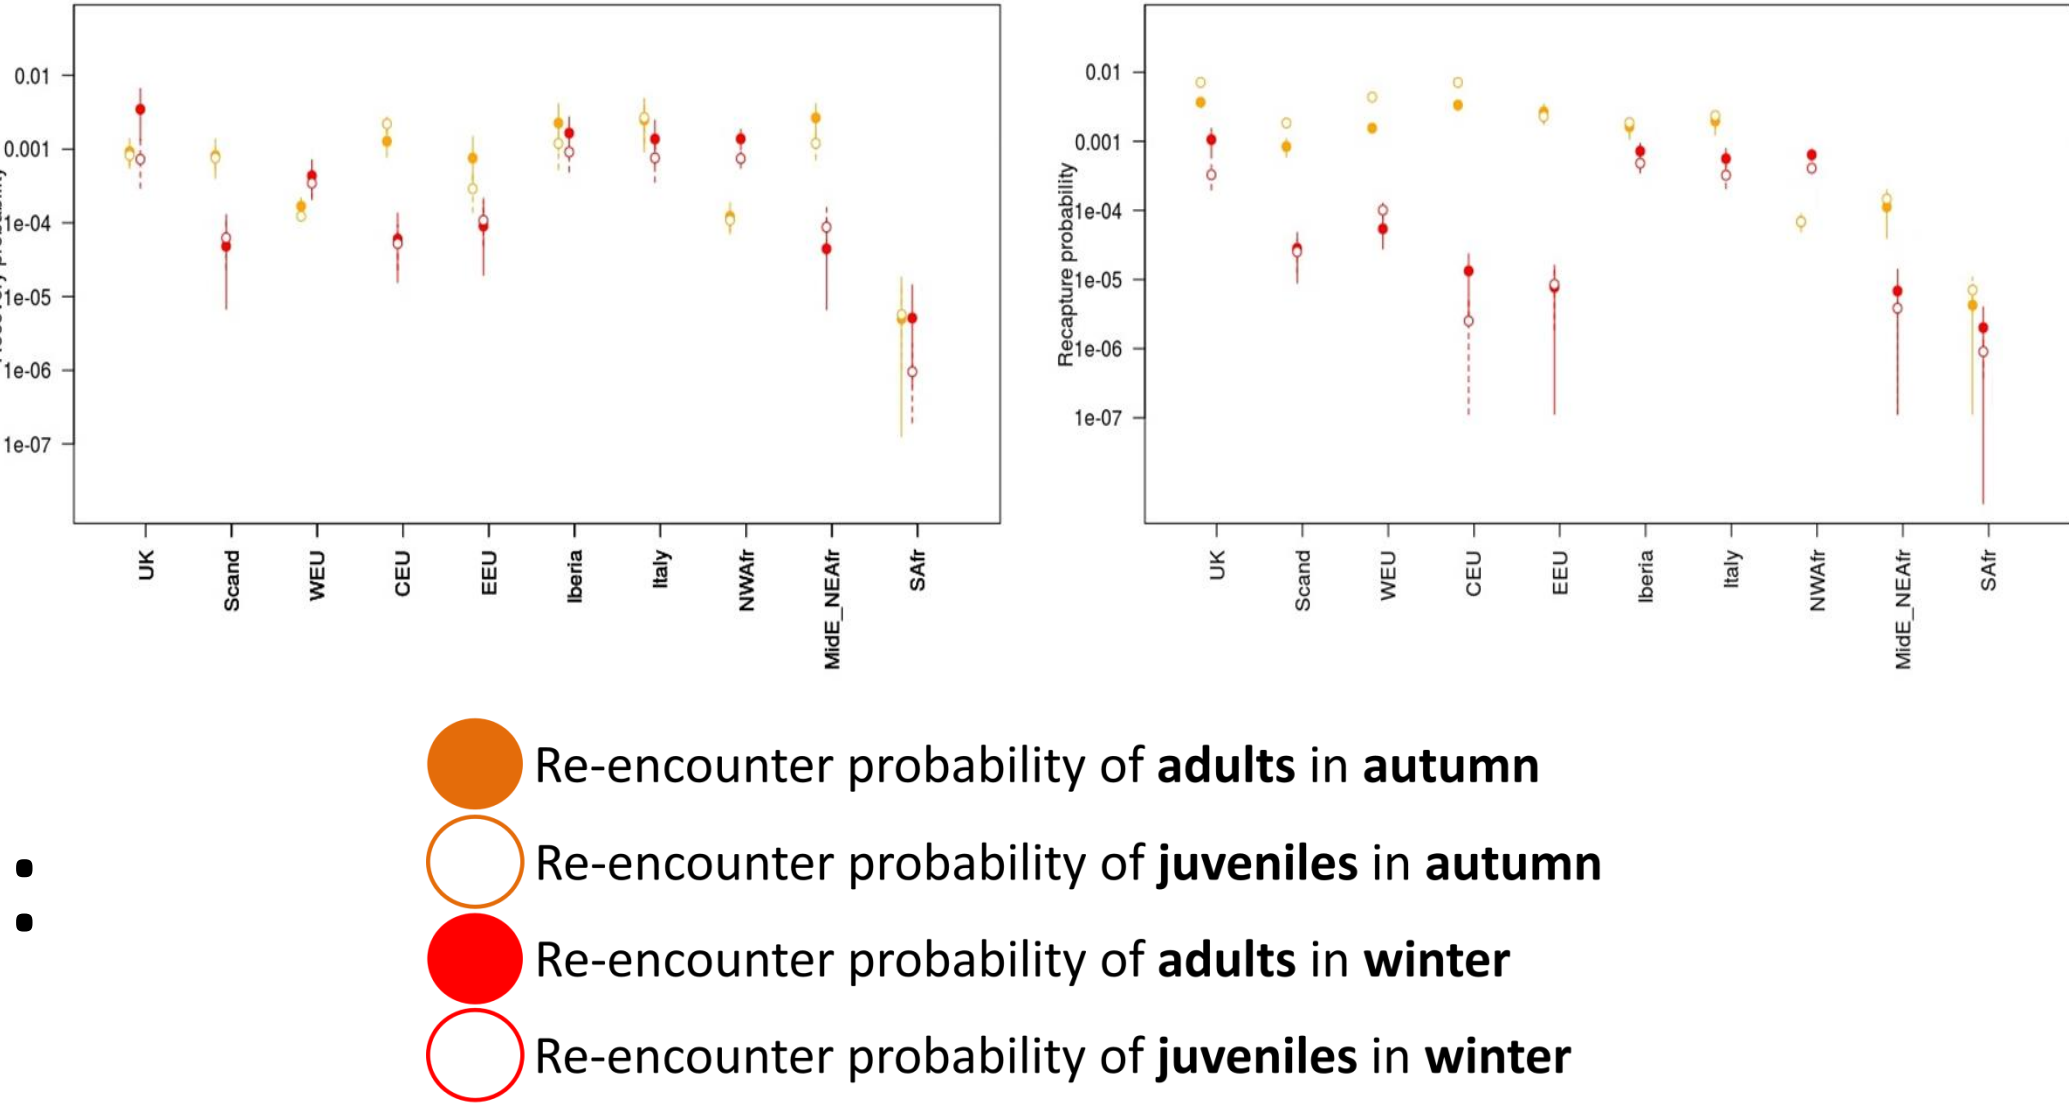 0.01
0.001
1e-04
1e-05
1e-06
1e-07
UK
Scand
WEU
CEU
EEU
Iberia
Italy
NWAfr
MidE_NEAfr
SAfr
Recapture probability
0.01
0.001
1e-04
1e-05
1e-06
1e-07
UK
Scand
WEU
CEU
EEU
Iberia
Italy
NWAfr
MidE_NEAfr
SAfr
Re-encounter probability of adults in autumn
Re-encounter probability of juveniles in autumn
Re-encounter probability of adults in winter
Re-encounter probability of juveniles in winter